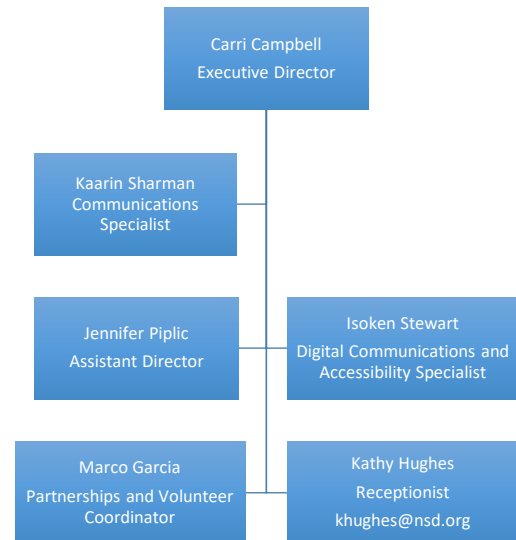 Carri Campbell
Executive Director
Kaarin Sharman
Communications
Specialist
Jennifer Piplic
Assistant Director
Isoken Stewart
Digital Communications and
Accessibility Specialist
Marco Garcia
Partnerships and Volunteer
Coordinator
Kathy Hughes
Receptionist
khughes@nsd.org